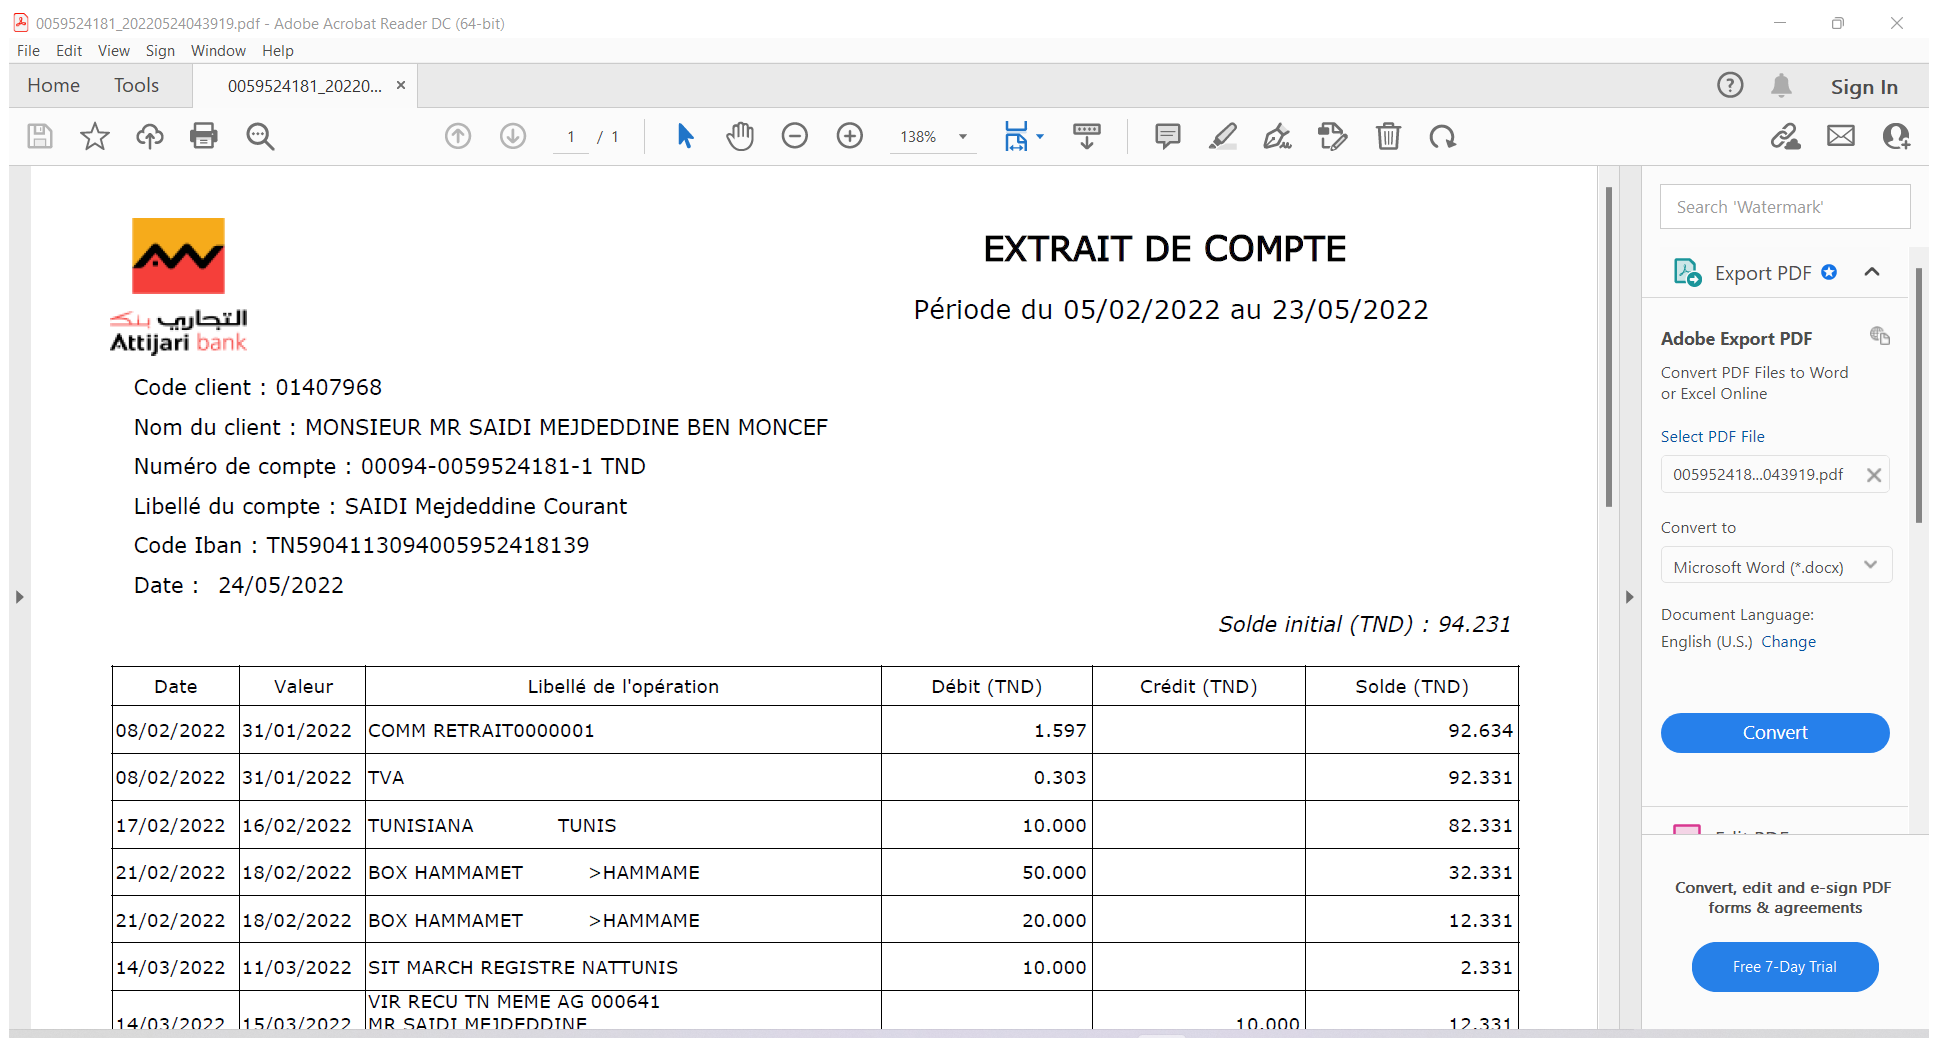 0059524181_20220524043919.pdf - Adobe Acrobat Reader DC (64-bit)
File Edit View Sign Window Help
Home Tools 0059524181_20220... × Sign In
1 / 1 138%
التجاري بنك
Attijari bank
EXTRAIT DE COMPTE
Période du 05/02/2022 au 23/05/2022
Code client : 01407968
Nom du client : MONSIEUR MR SAIDI MEJDEDDINE BEN MONCEF
Numéro de compte : 00094-0059524181-1 TND
Libellé du compte : SAIDI Mejdeddine Courant
Code Iban : TN5904113094005952418139
Date : 24/05/2022
Solde initial (TND) : 94.231
Date Valeur Libellé de l'opération Débit (TND) Crédit (TND) Solde (TND)
08/02/2022 31/01/2022 COMM RETRAIT0000001 1.597 92.634
08/02/2022 31/01/2022 TVA 0.303 92.331
17/02/2022 16/02/2022 TUNISIANA TUNIS 10.000 82.331
21/02/2022 18/02/2022 BOX HAMMAMET >HAMMAME 50.000 32.331
21/02/2022 18/02/2022 BOX HAMMAMET >HAMMAME 20.000 12.331
14/03/2022 11/03/2022 SIT MARCH REGISTRE NATTUNIS 10.000 2.331
VIR RECU TN MEME AG 000641
14/03/2022 15/03/2022 MR SAIDI MEJDEDDINE 10.000 12.331
Search 'Watermark'
Export PDF
Adobe Export PDF
Convert PDF Files to Word
or Excel Online
Select PDF File
005952418...043919.pdf
Convert to
Microsoft Word (*.docx)
Document Language:
English (U.S.) Change
Convert
Edit PDF
Convert, edit and e-sign PDF
forms & agreements
Free 7-Day Trial